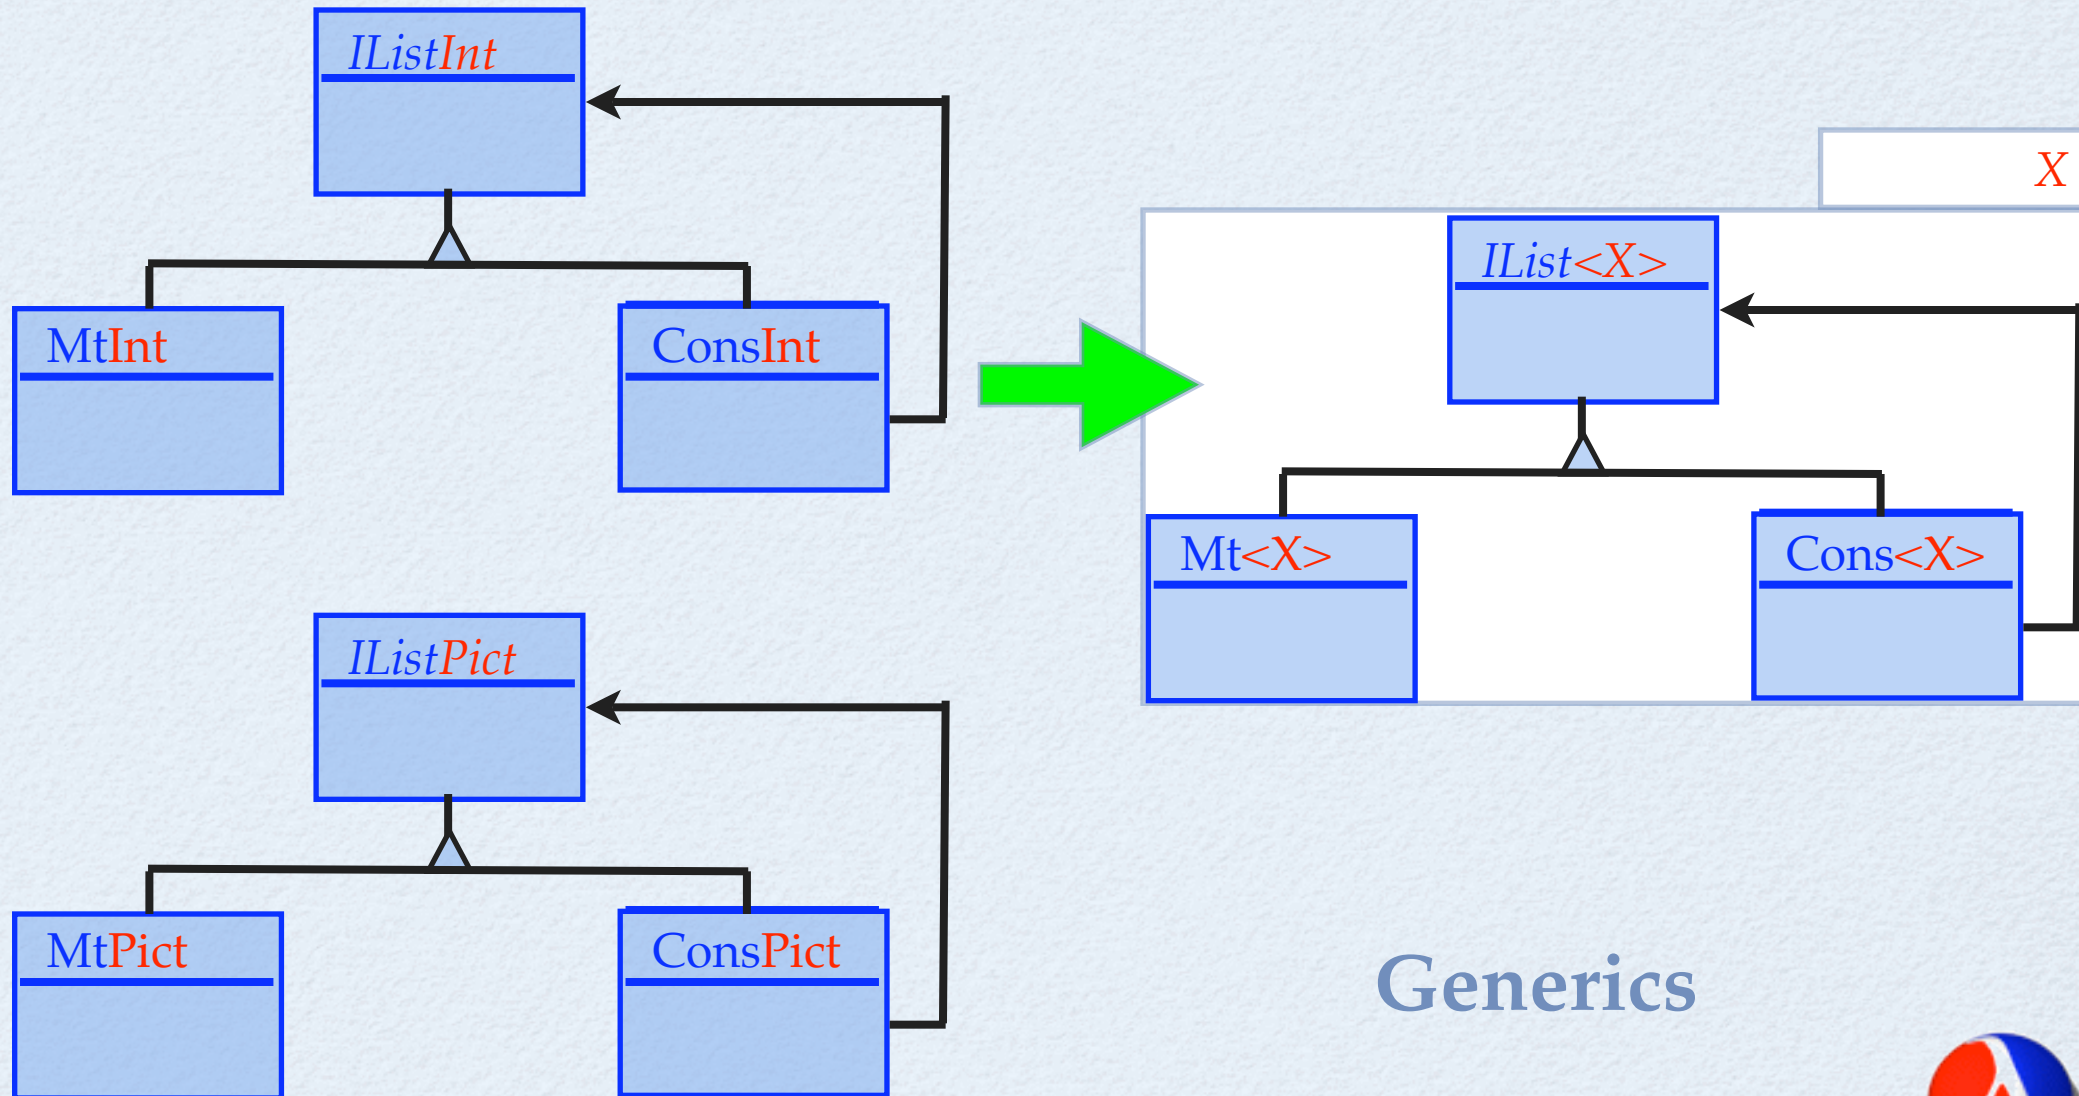 IListInt
MtInt
ConsInt
IListPict
MtPict
ConsPict
X
IList<X>
Mt<X>
Cons<X>
Generics